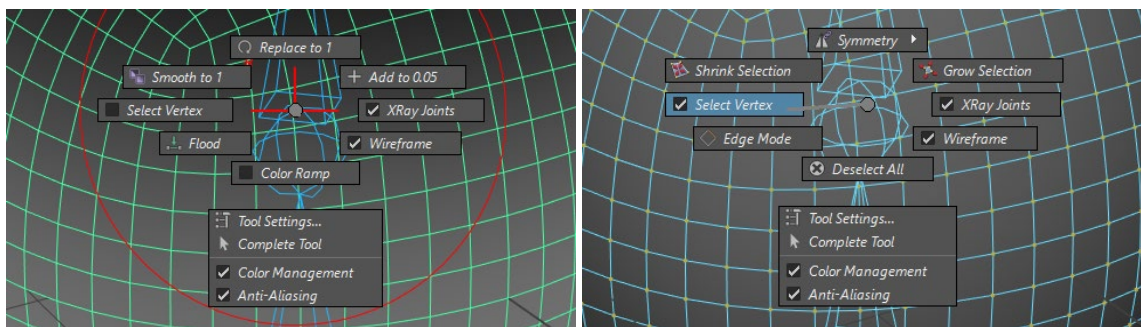 Replace to 1
Smooth to 1
Add to 0.05
Select Vertex
XRay Joints
Flood
Wireframe
Color Ramp
Tool Settings...
Complete Tool
Color Management
Anti-Aliasing
Symmetry
Shrink Selection
Grow Selection
Select Vertex
XRay Joints
Edge Mode
Wireframe
Deselect All
Tool Settings...
Complete Tool
Color Management
Anti-Aliasing